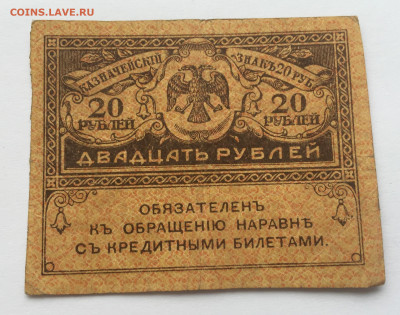 COINS.LAVE.RU
КАЗНАЧЕЙСКІЙ ЗНАКЪ 20 РУБ.
20 РУБЛЕЙ 20 РУБЛЕЙ
ДВАДЦАТЬ РУБЛЕЙ
ОБЯЗАТЕЛЕНЪ
КЪ ОБРАЩЕНІЮ НАРАВНѢ
СЪ КРЕДИТНЫМИ БИЛЕТАМИ.